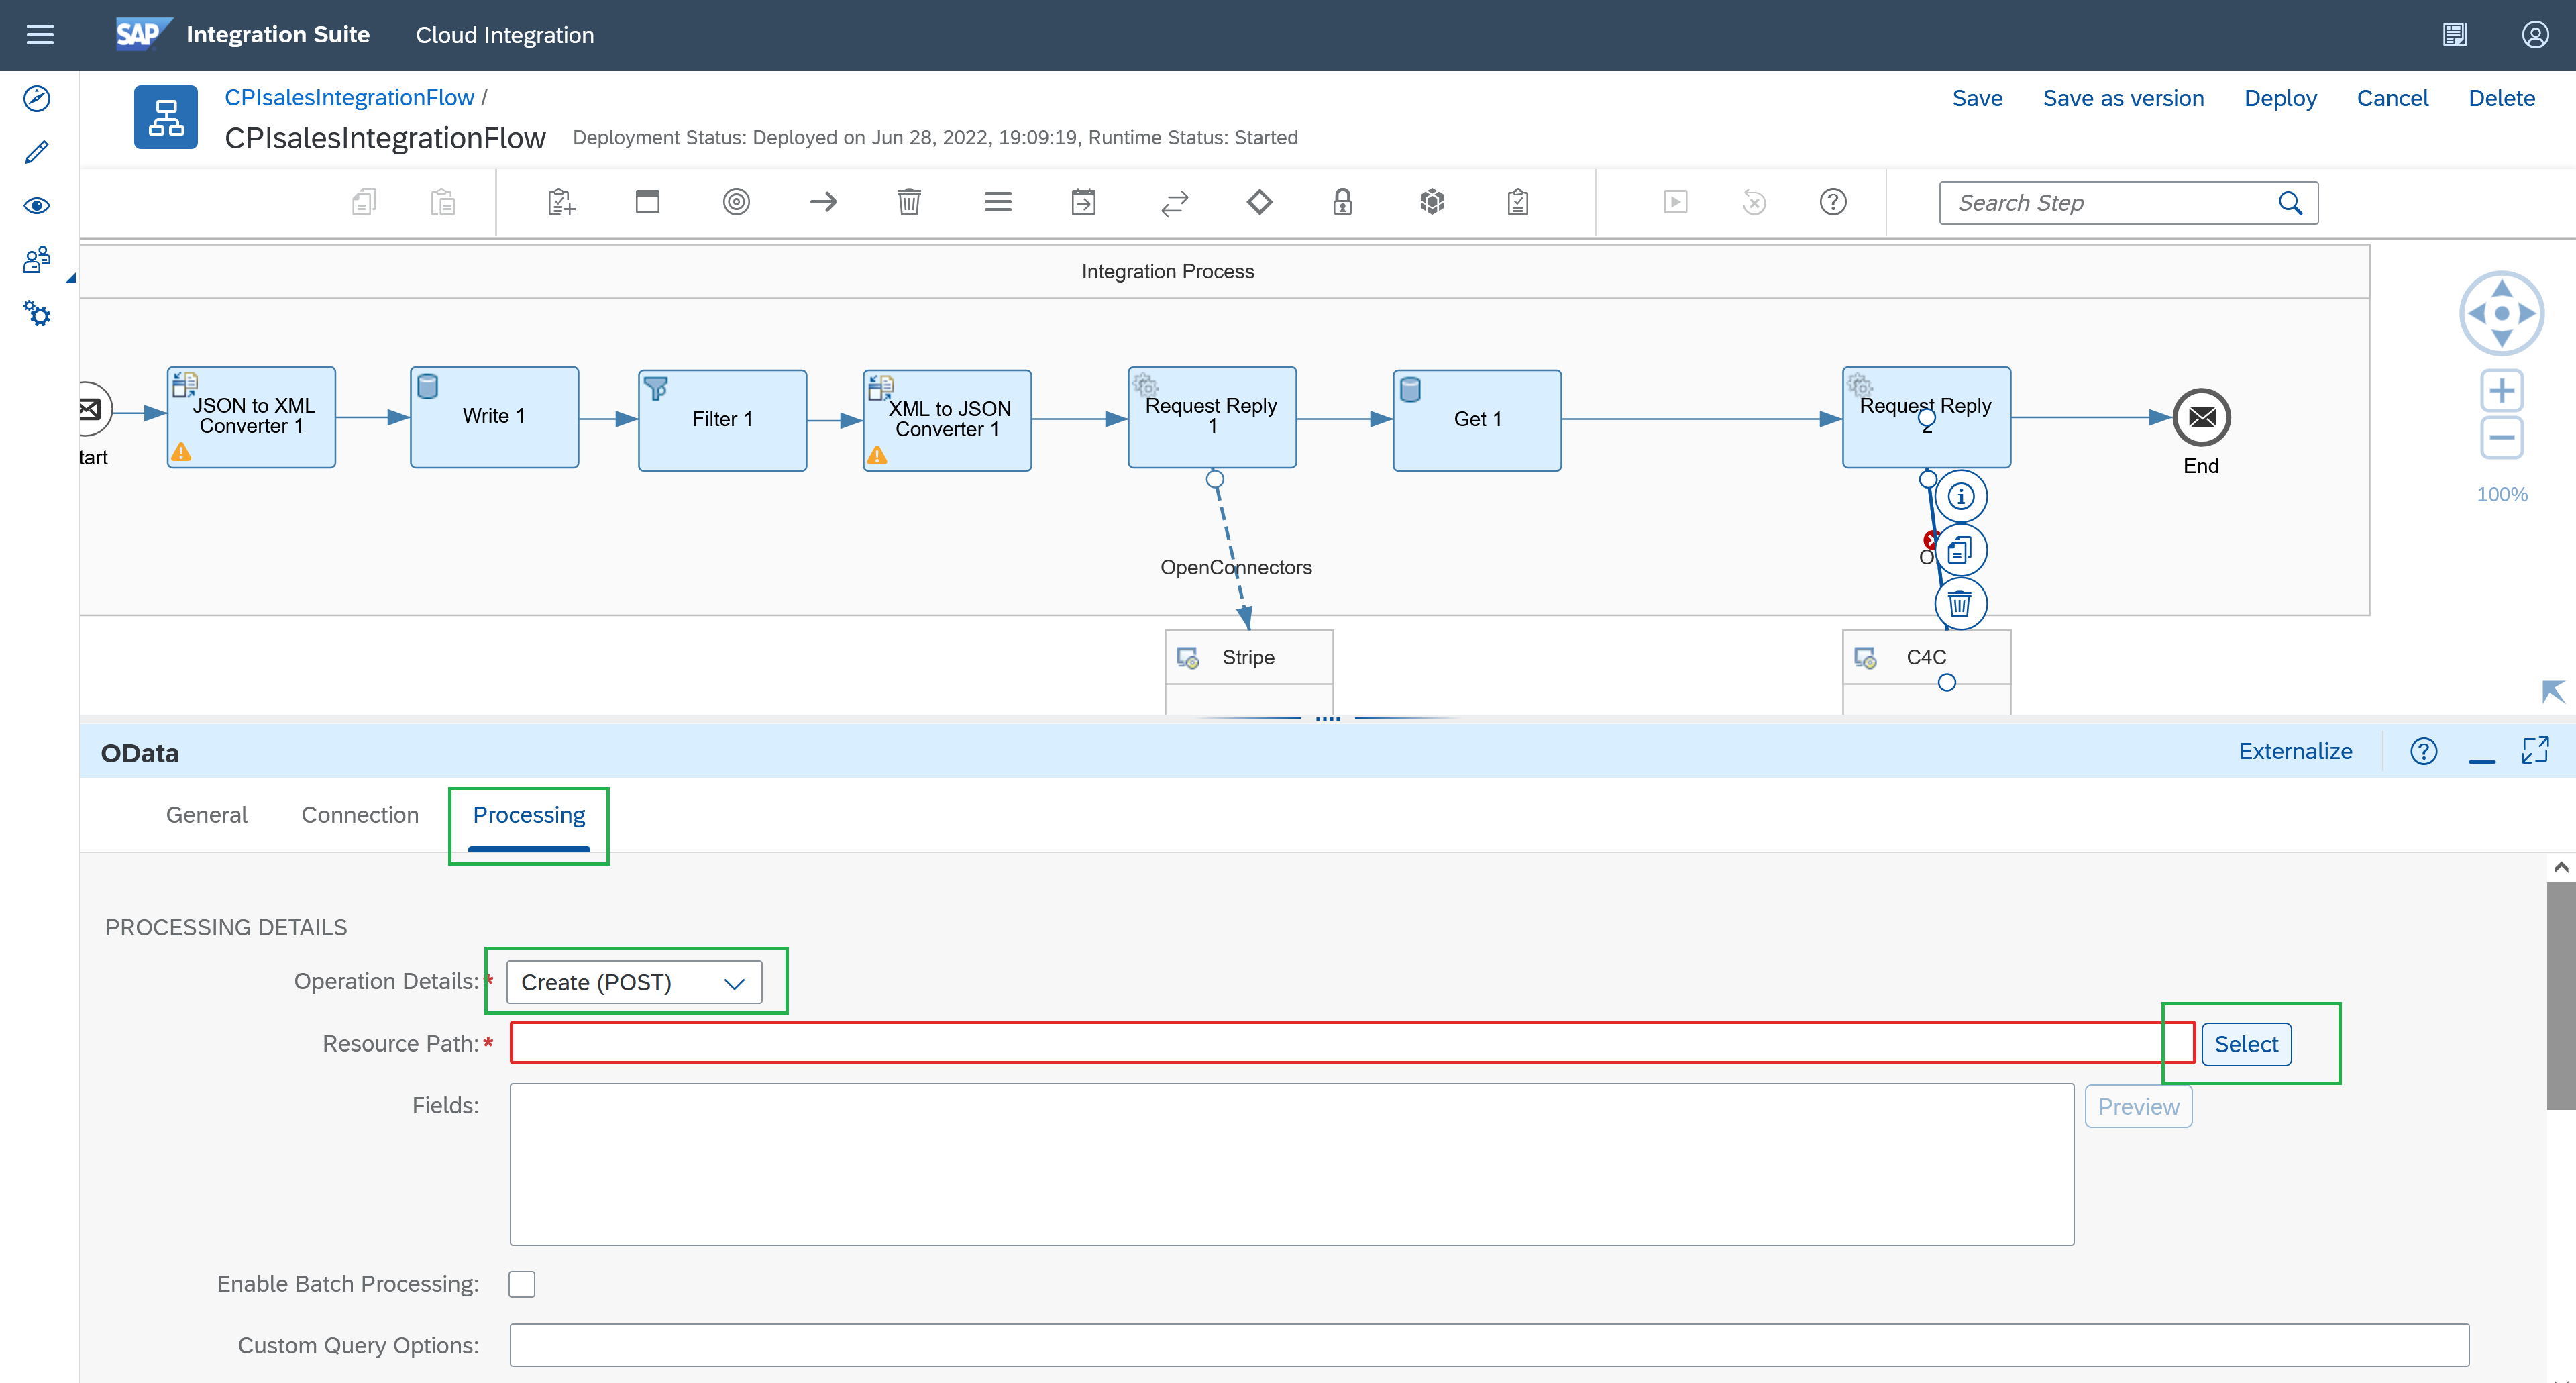 SAP Integration Suite Cloud Integration
CPIsalesIntegrationFlow /
Save Save as version Deploy Cancel Delete
CPIsalesIntegrationFlow Deployment Status: Deployed on Jun 28, 2022, 19:09:19, Runtime Status: Started
Search Step
Integration Process
tart
JSON to XML
Converter 1
Write 1
Filter 1
XML to JSON
Converter 1
Request Reply
1
Get 1
Request Reply
2
End
100%
OpenConnectors
O
Stripe
C4C
OData
Externalize
General Connection Processing
PROCESSING DETAILS
Operation Details:* Create (POST)
Resource Path:* Select
Fields: Preview
Enable Batch Processing:
Custom Query Options: